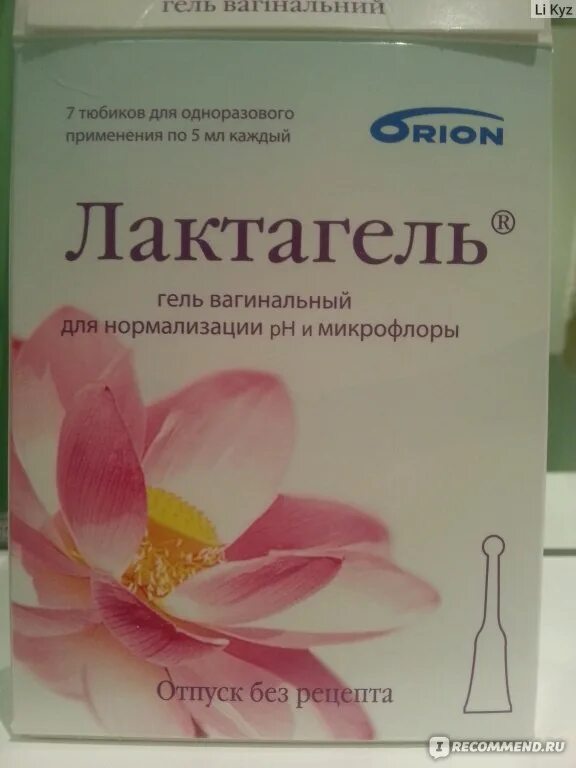 Li Kyz
гель вагінальний
7 тюбиков для одноразового
применения по 5 мл каждый
ORION
Лактагель®
гель вагинальный
для нормализации pH и микрофлоры
Отпуск без рецепта
I RECOMMEND.RU